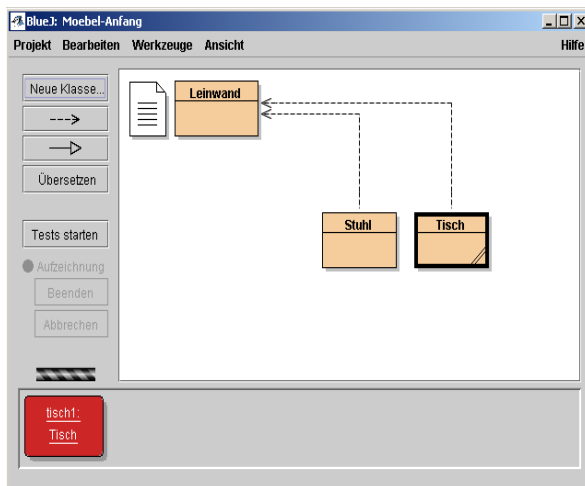 BlueJ: Moebel-Anfang
Projekt Bearbeiten Werkzeuge Ansicht Hilfe
Neue Klasse...
Übersetzen
Tests starten
Aufzeichnung
Beenden
Abbrechen
Leinwand
Stuhl
Tisch
tisch1:
Tisch